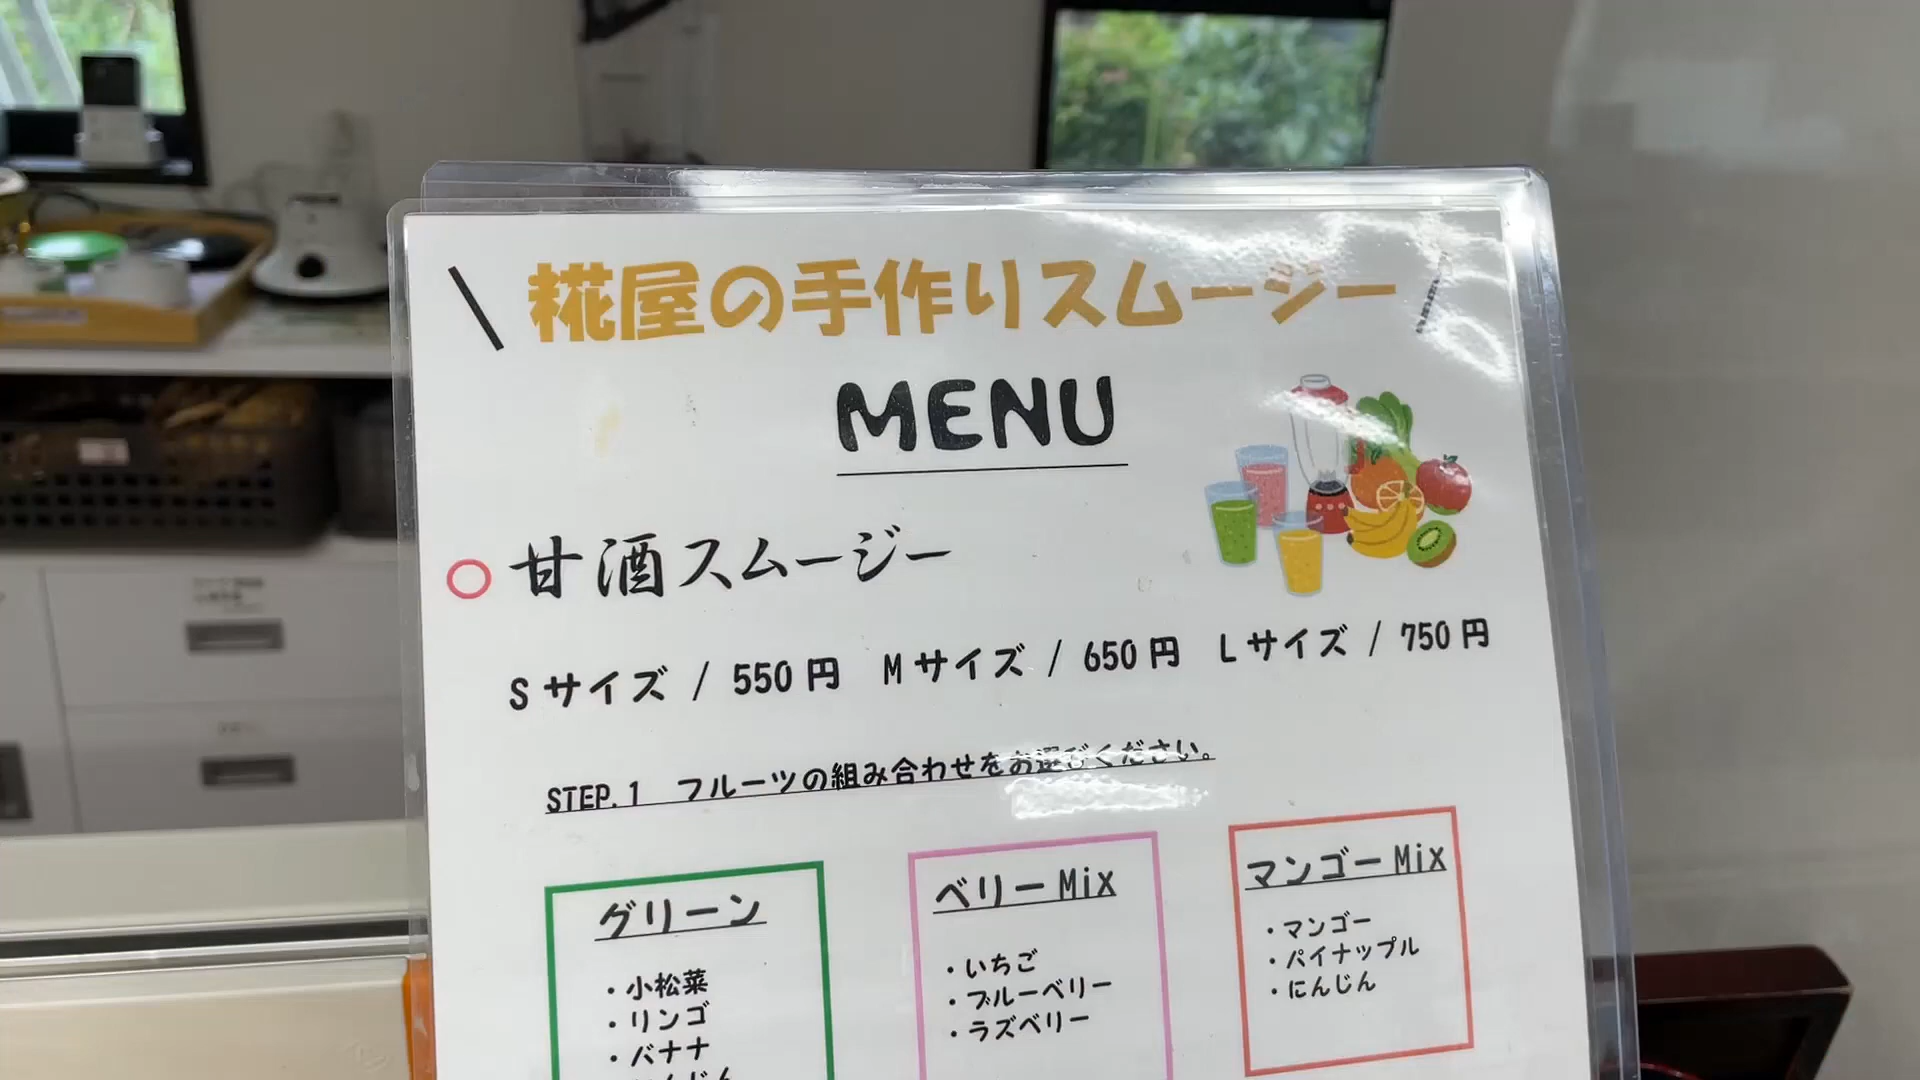 \ 糀屋の手作りスムージー /
MENU
○ 甘酒スムージー
Sサイズ / 550円 Mサイズ / 650円 Lサイズ / 750円
STEP.1 フルーツの組み合わせをお選びください。
グリーン
・小松菜
・リンゴ
・バナナ
ベリーMix
・いちご
・ブルーベリー
・ラズベリー
マンゴーMix
・マンゴー
・パイナップル
・にんじん